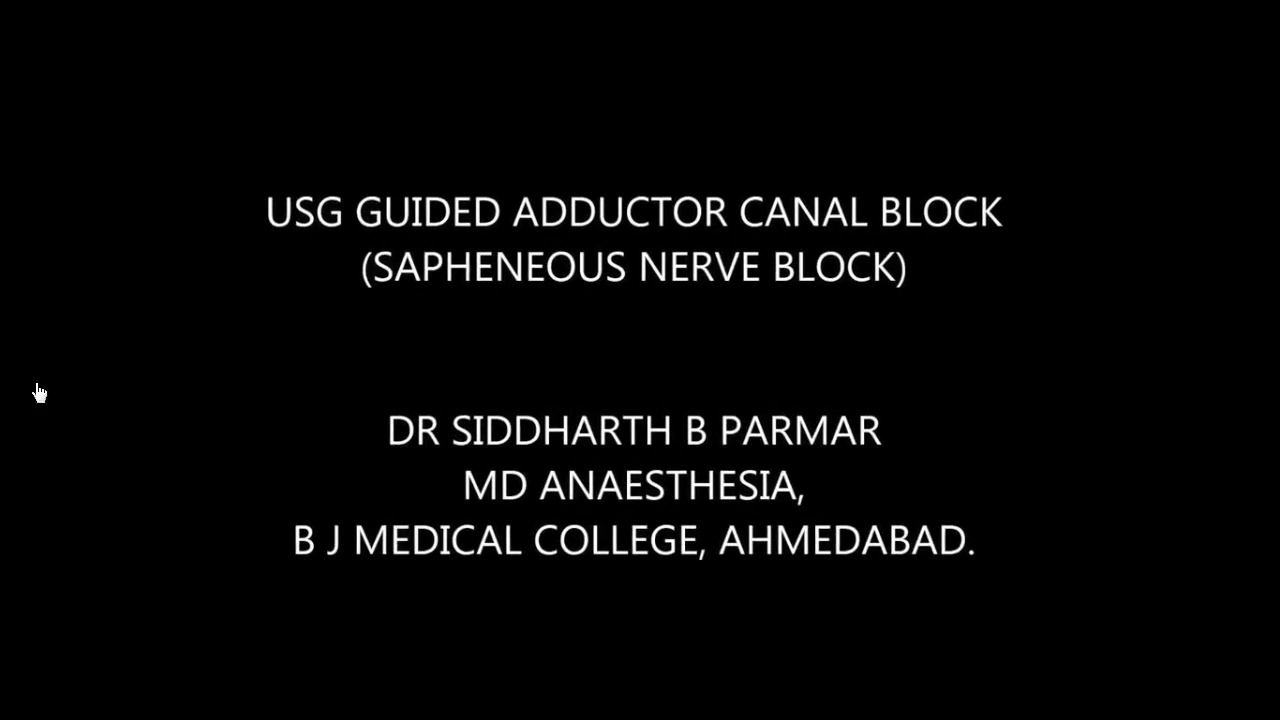 USG GUIDED ADDUCTOR CANAL BLOCK
(SAPHENEOUS NERVE BLOCK)
DR SIDDHARTH B PARMAR
MD ANAESTHESIA,
B J MEDICAL COLLEGE, AHMEDABAD.